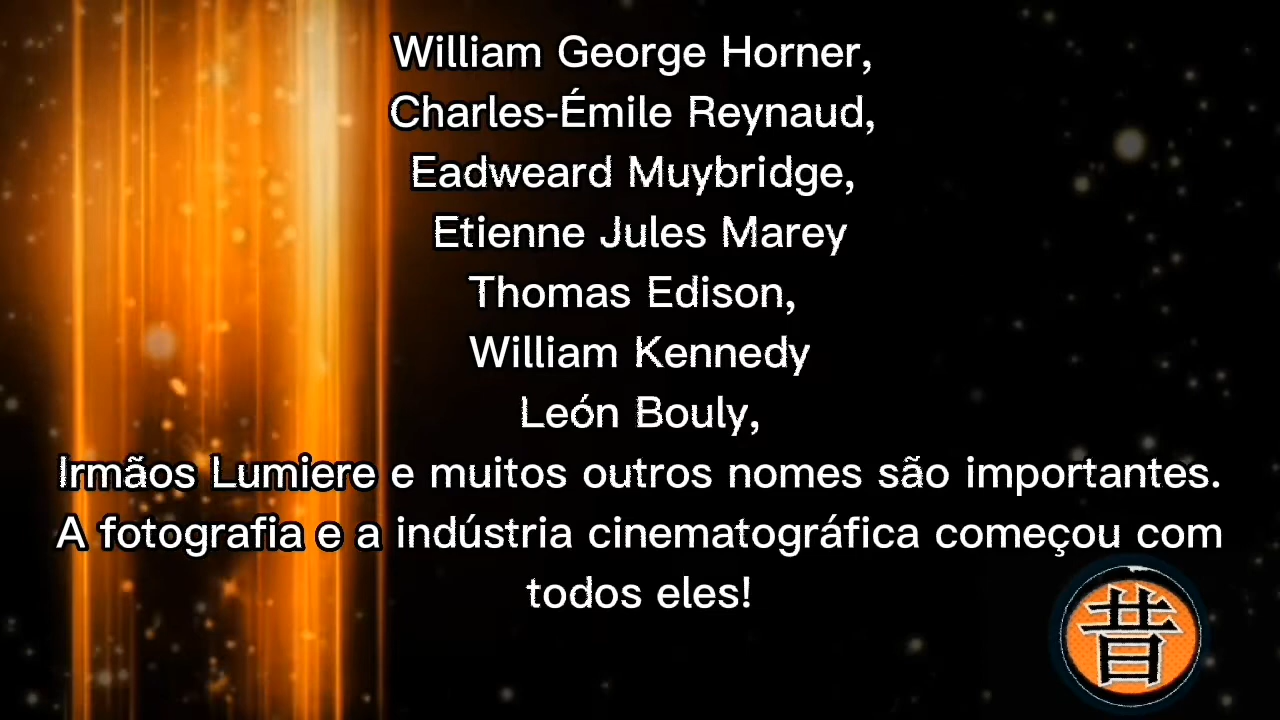 William George Horner,
Charles-Émile Reynaud,
Eadweard Muybridge,
Etienne Jules Marey
Thomas Edison,
William Kennedy
León Bouly,
Irmãos Lumiere e muitos outros nomes são importantes.
A fotografia e a indústria cinematográfica começou com
todos eles!
昔